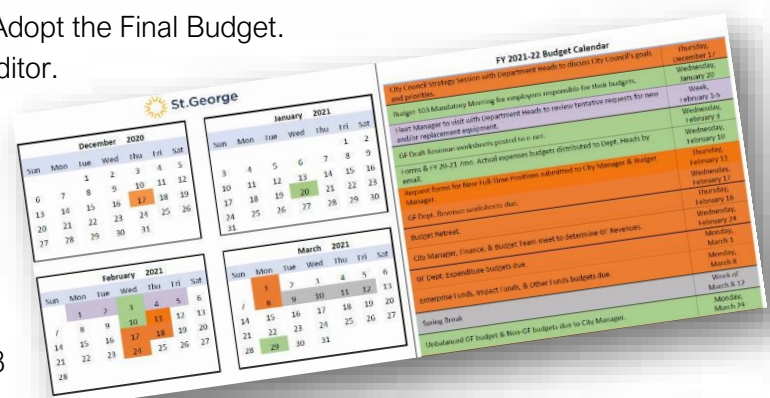 Adopt the Final Budget.
ditor.
St.George
December 2020
Sun Mon Tue Wed Thu Fri Sat
1 2 3 4 5
6 7 8 9 10 11 12
13 14 15 16 17 18 19
20 21 22 23 24 25 26
27 28 29 30 31
January 2021
Sun Mon Tue Wed Thu Fri Sat
1 2
3 4 5 6 7 8 9
10 11 12 13 14 15 16
17 18 19 20 21 22 23
24 25 26 27 28 29 30
31
February 2021
Sun Mon Tue Wed Thu Fri Sat
1 2 3 4 5 6
7 8 9 10 11 12 13
14 15 16 17 18 19 20
21 22 23 24 25 26 27
28
March 2021
Sun Mon Tue Wed Thu Fri Sat
1 2 3 4 5 6
7 8 9 10 11 12 13
14 15 16 17 18 19 20
21 22 23 24 25 26 27
28 29 30 31
FY 2021-22 Budget Calendar
City Council Strategy Session with Department Heads to discuss City Council's goals
and priorities.
Thursday,
December 17
Budget 103 Mandatory Meeting for employees responsible for their budgets.
Wednesday,
January 20
Fleet Manager to visit with Department Heads to review tentative requests for new
and/or replacement equipment.
Week,
February 1-5
GF Draft Revenue worksheets posted to e-net.
Wednesday,
February 3
Forms & FY 20-21 7mo. Actual expenses budgets distributed to Dept. Heads by
email.
Wednesday,
February 10
Request forms for New Full-Time Positions submitted to City Manager & Budget
Manager.
Thursday,
February 11
GF Dept. Revenue worksheets due.
Wednesday,
February 17
Budget Retreat.
Thursday,
February 18
City Manager, Finance, & Budget Team meet to determine GF Revenues.
Wednesday,
February 24
GF Dept. Expenditure budgets due.
Monday,
March 1
Enterprise Funds, Impact Funds, & Other Funds budgets due.
Monday,
March 8
Spring Break
Week of
March 8-12
Unbalanced GF budget & Non-GF budgets due to City Manager.
Monday,
March 29